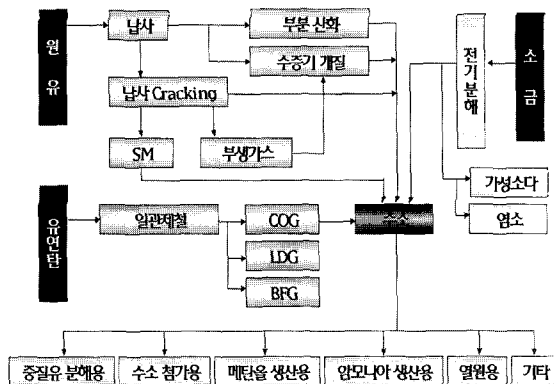 원유
납사
부분 산화
수증기 개질
납사 Cracking
SM
부생가스
전기분해
소금
가성소다
염소
유연탄
일관제철
COG
LDG
BFG
수소
중질유 분해용
수소 첨가용
메탄올 생산용
암모니아 생산용
열원용
기타